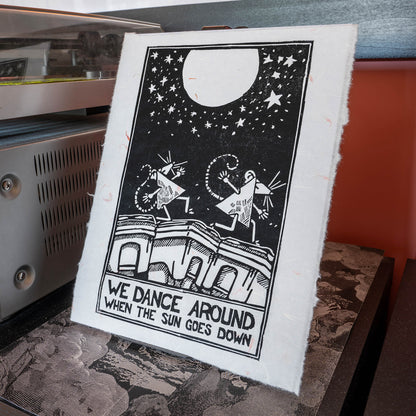 WE DANCE AROUND
WHEN THE SUN GOES DOWN